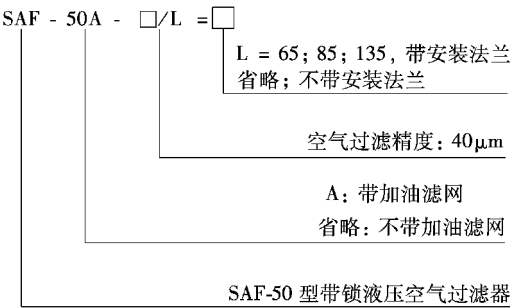 SAF - 50A - □/L = □
L = 65; 85; 135, 带安装法兰
省略; 不带安装法兰
空气过滤精度: 40μm
A: 带加油滤网
省略: 不带加油滤网
SAF-50 型带锁液压空气过滤器